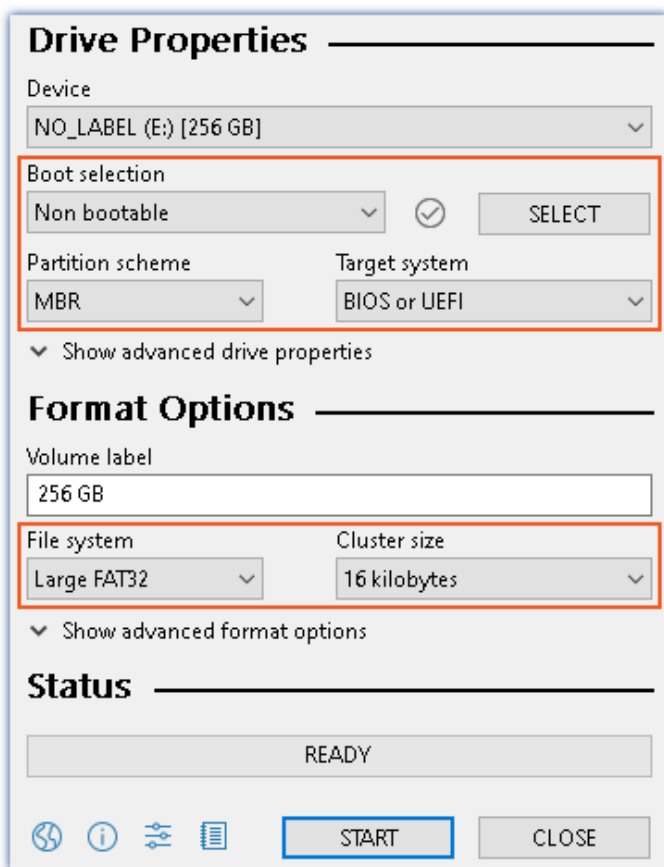 Drive Properties
Device
NO_LABEL (E:) [256 GB]
Boot selection
Non bootable
SELECT
Partition scheme
Target system
MBR
BIOS or UEFI
Show advanced drive properties
Format Options
Volume label
256 GB
File system
Cluster size
Large FAT32
16 kilobytes
Show advanced format options
Status
READY
START
CLOSE